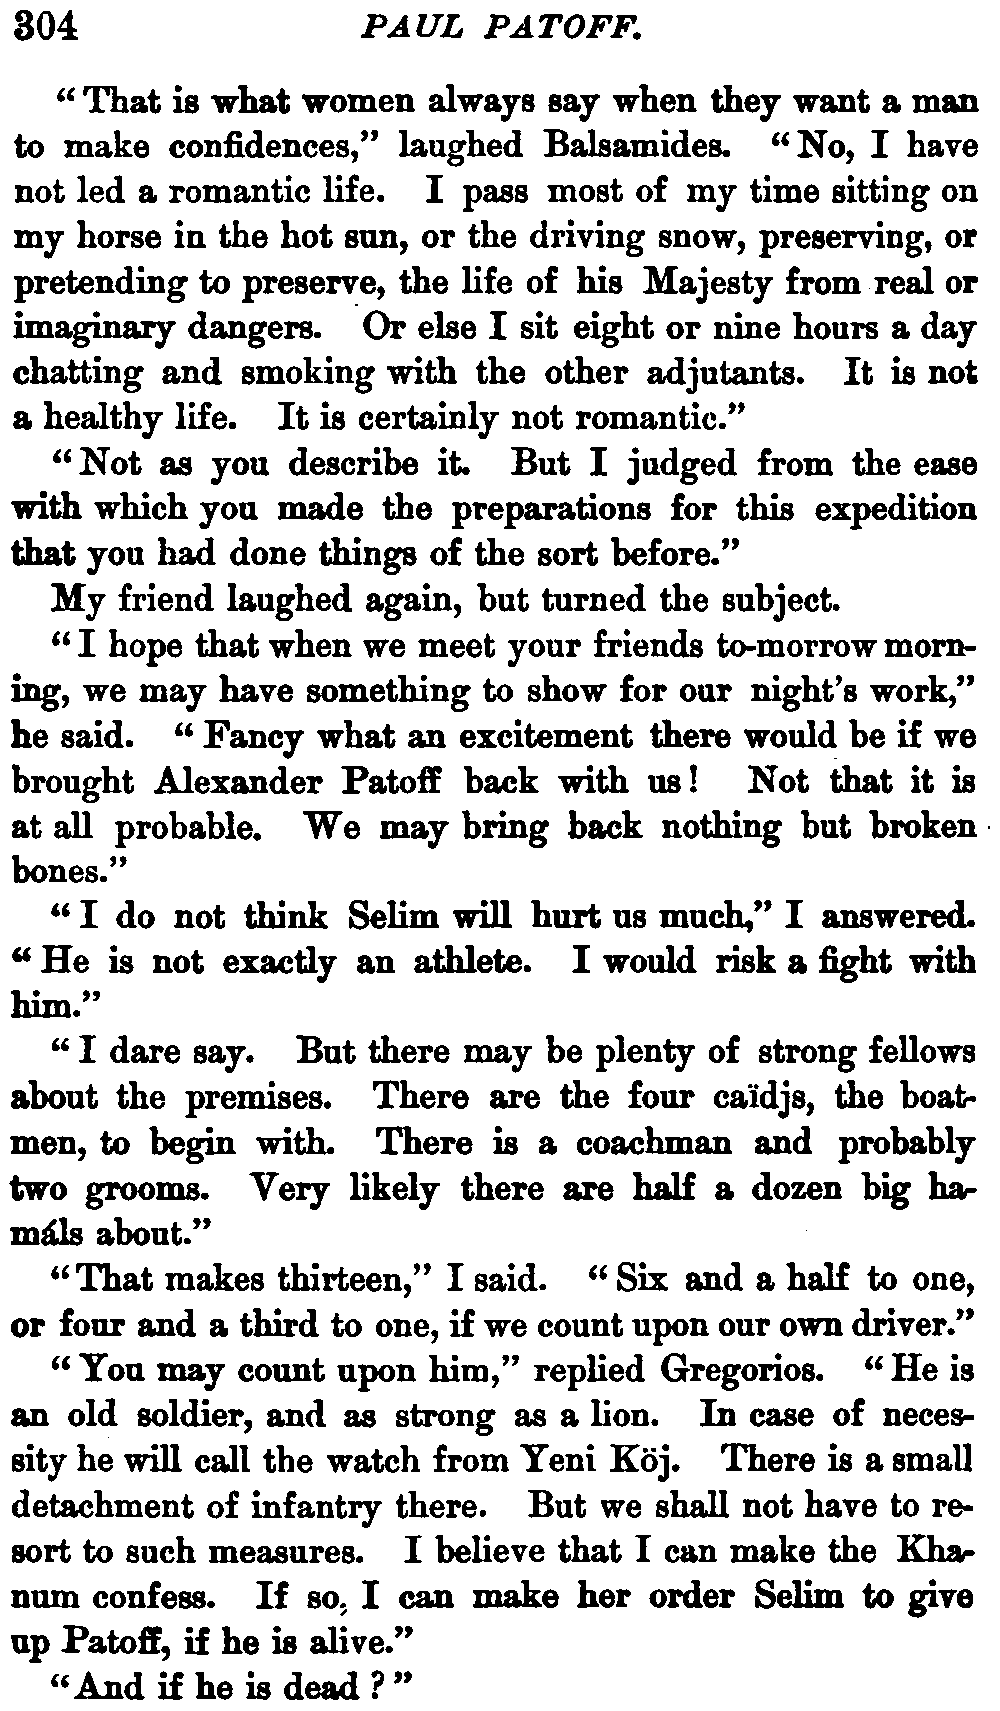 304 PAUL PATOFF.
“That is what women always say when they want a man
to make confidences,” laughed Balsamides. “No, I have
not led a romantic life. I pass most of my time sitting on
my horse in the hot sun, or the driving snow, preserving, or
pretending to preserve, the life of his Majesty from real or
imaginary dangers. Or else I sit eight or nine hours a day
chatting and smoking with the other adjutants. It is not
a healthy life. It is certainly not romantic.”
“Not as you describe it. But I judged from the ease
with which you made the preparations for this expedition
that you had done things of the sort before.”
My friend laughed again, but turned the subject.
“I hope that when we meet your friends to-morrow morn-
ing, we may have something to show for our night's work,”
he said. “Fancy what an excitement there would be if we
brought Alexander Patoff back with us! Not that it is
at all probable. We may bring back nothing but broken
bones.”
“I do not think Selim will hurt us much,” I answered.
“He is not exactly an athlete. I would risk a fight with
him.”
“I dare say. But there may be plenty of strong fellows
about the premises. There are the four caïdjs, the boat-
men, to begin with. There is a coachman and probably
two grooms. Very likely there are half a dozen big ha-
máls about.”
“That makes thirteen,” I said. “Six and a half to one,
or four and a third to one, if we count upon our own driver.”
“You may count upon him,” replied Gregorios. “He is
an old soldier, and as strong as a lion. In case of neces-
sity he will call the watch from Yeni Köj. There is a small
detachment of infantry there. But we shall not have to re-
sort to such measures. I believe that I can make the Kha-
num confess. If so, I can make her order Selim to give
up Patoff, if he is alive.”
“And if he is dead?”